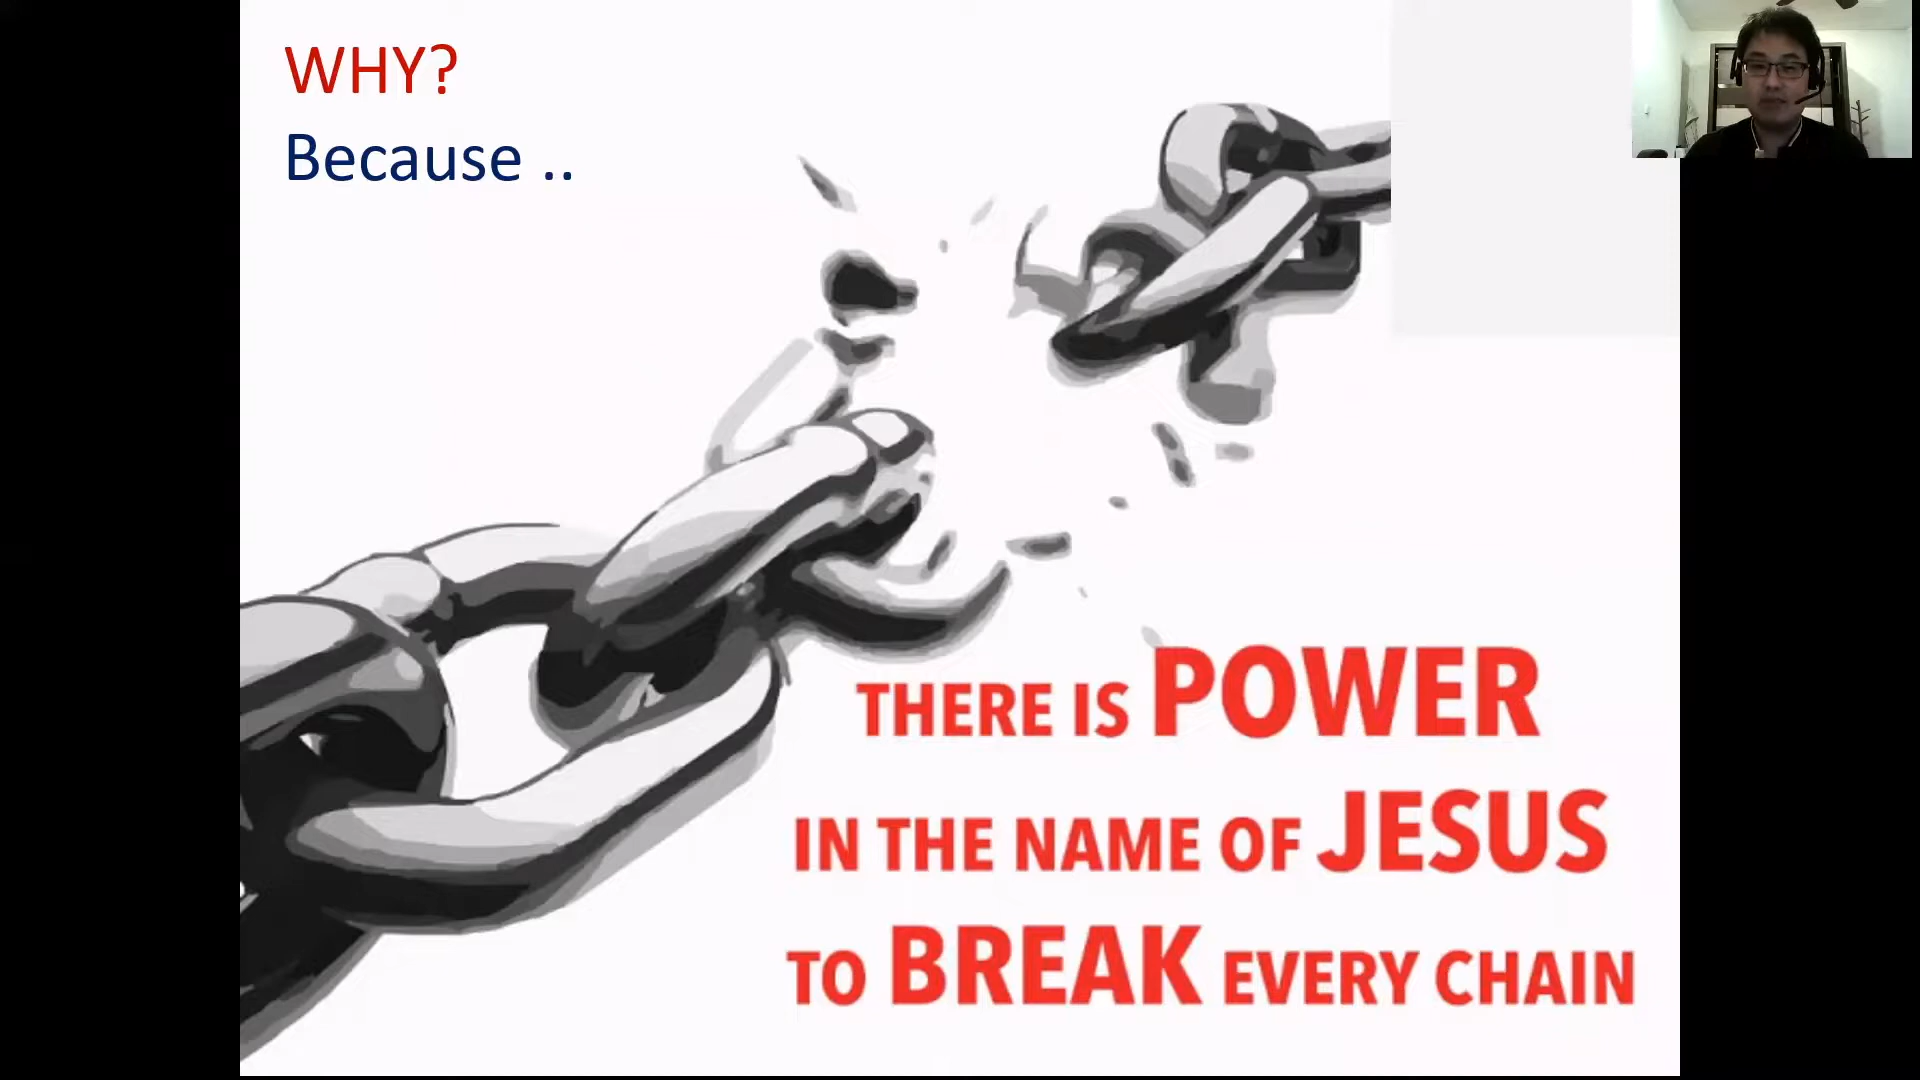 WHY?
Because ..
THERE IS POWER
IN THE NAME OF JESUS
TO BREAK EVERY CHAIN